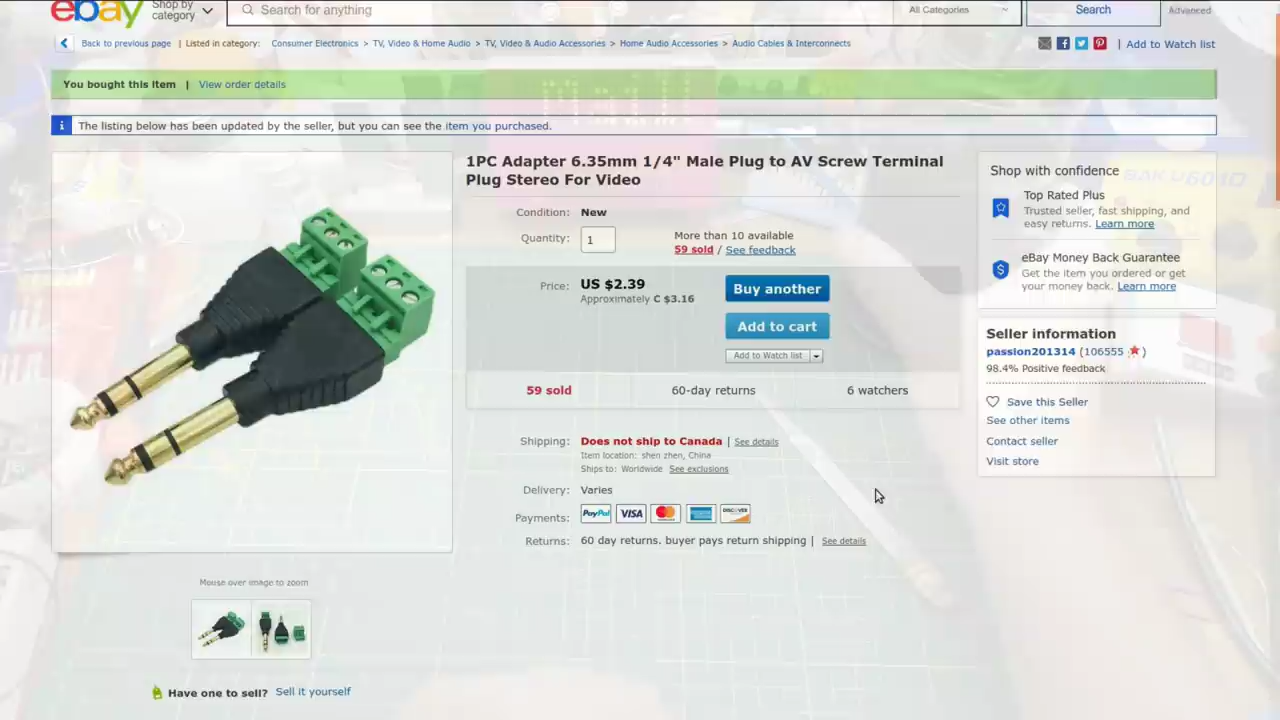 ebay
Shop by
category
Search for anything
All Categories
Search
Advanced
Back to previous page | Listed in category: Consumer Electronics > TV, Video & Home Audio > TV, Video & Audio Accessories > Home Audio Accessories > Audio Cables & Interconnects
| Add to Watch list
You bought this item | View order details
i The listing below has been updated by the seller, but you can see the item you purchased.
1PC Adapter 6.35mm 1/4" Male Plug to AV Screw Terminal
Plug Stereo For Video
Condition: New
Quantity: 1
More than 10 available
59 sold / See feedback
Price: US $2.39
Approximately C $3.16
Buy another
Add to cart
Add to Watch list
59 sold 60-day returns 6 watchers
Shipping: Does not ship to Canada | See details
Item location: shen zhen, China
Ships to: Worldwide See exclusions
Delivery: Varies
Payments: PayPal VISA MasterCard AMEX DISCOVER
Returns: 60 day returns. buyer pays return shipping | See details
Shop with confidence
Top Rated Plus
Trusted seller, fast shipping, and
easy returns. Learn more
eBay Money Back Guarantee
Get the item you ordered or get
your money back. Learn more
Seller information
passion201314 (106555 )
98.4% Positive feedback
Save this Seller
See other items
Contact seller
Visit store
Mouse over image to zoom
Have one to sell? Sell it yourself